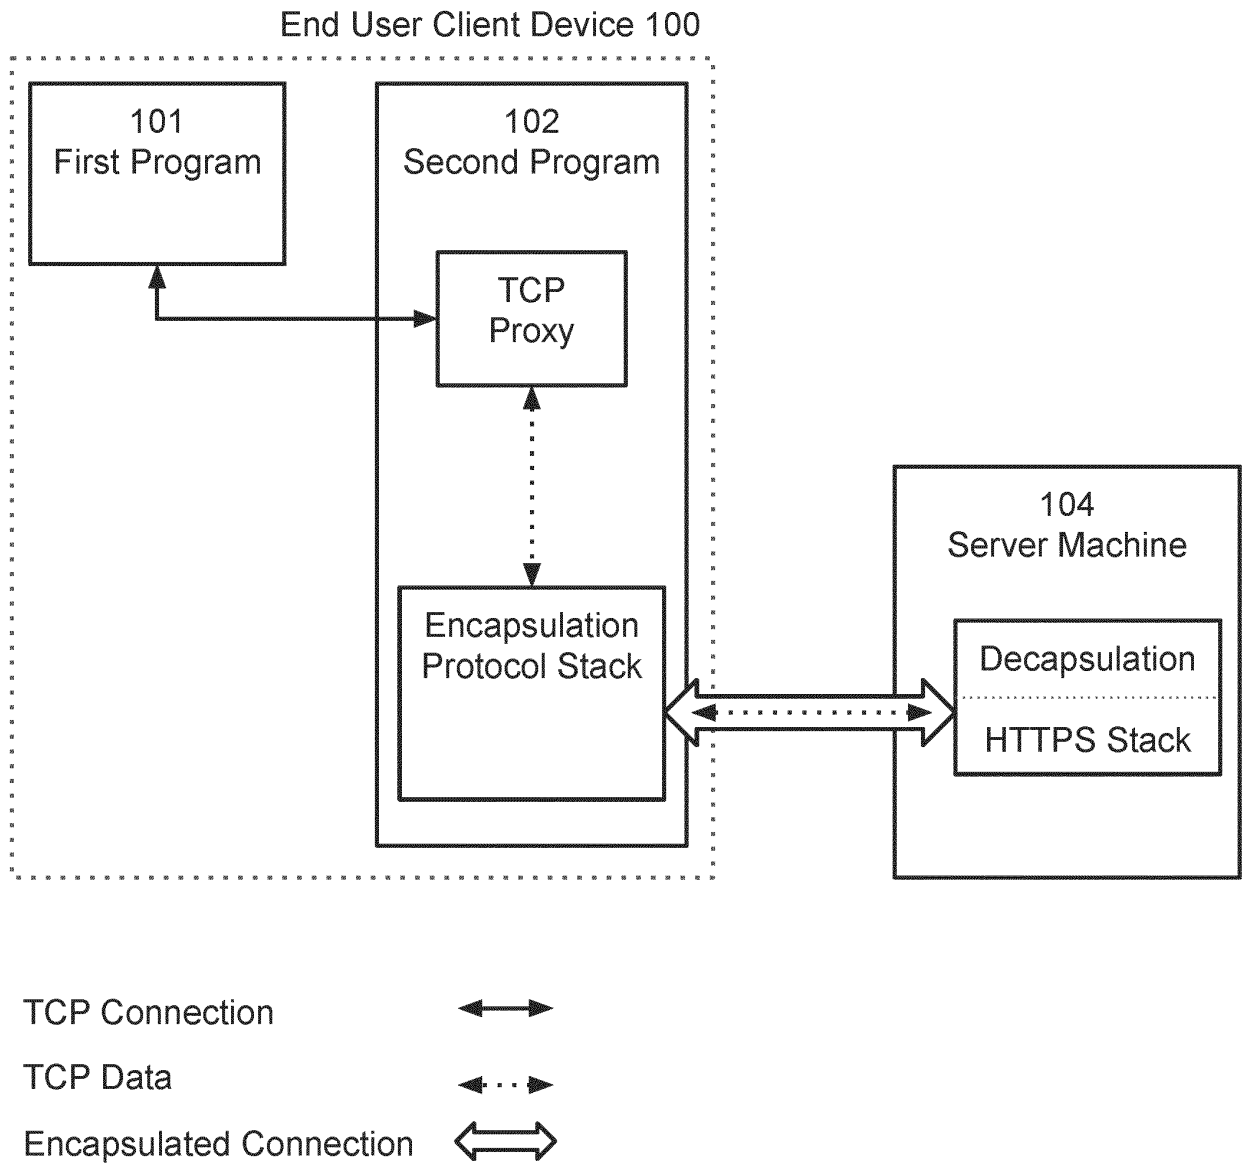 End User Client Device 100
101
First Program
102
Second Program
TCP
Proxy
Encapsulation
Protocol Stack
104
Server Machine
Decapsulation
HTTPS Stack
TCP Connection
TCP Data
Encapsulated Connection